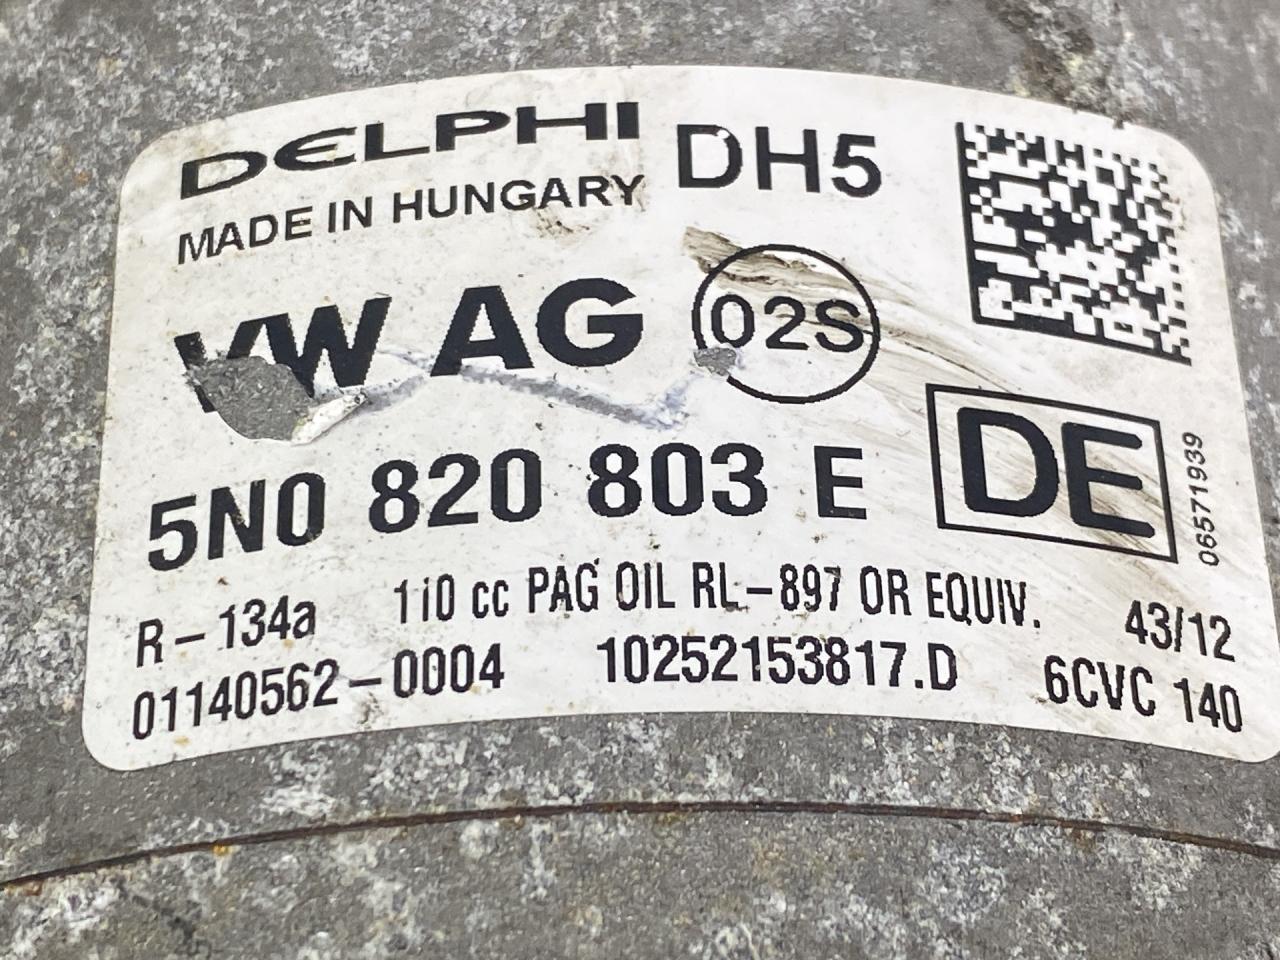 DELPHI DH5
MADE IN HUNGARY
VW AG 02S
5N0 820 803 E DE
06571939
R-134a 110 cc PAG OIL RL-897 OR EQUIV. 43/12
01140562-0004 10252153817.D 6CVC 140